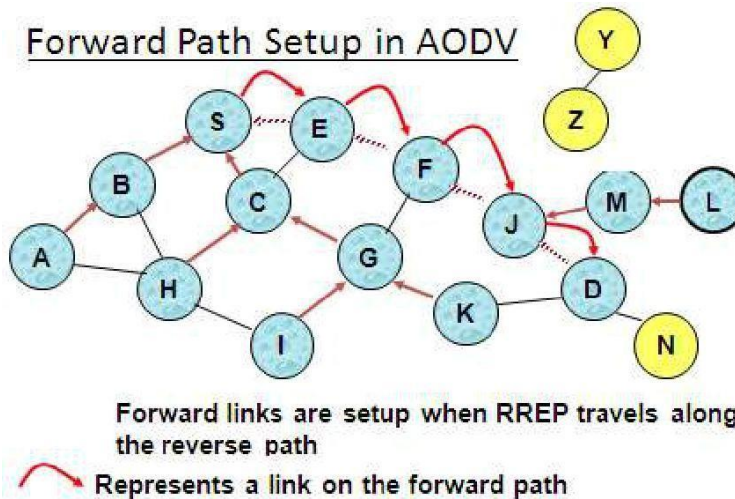 Forward Path Setup in AODV
Y
Z
S
E
F
B
C
J
M
L
A
H
G
D
K
I
N
Forward links are setup when RREP travels along
the reverse path
Represents a link on the forward path